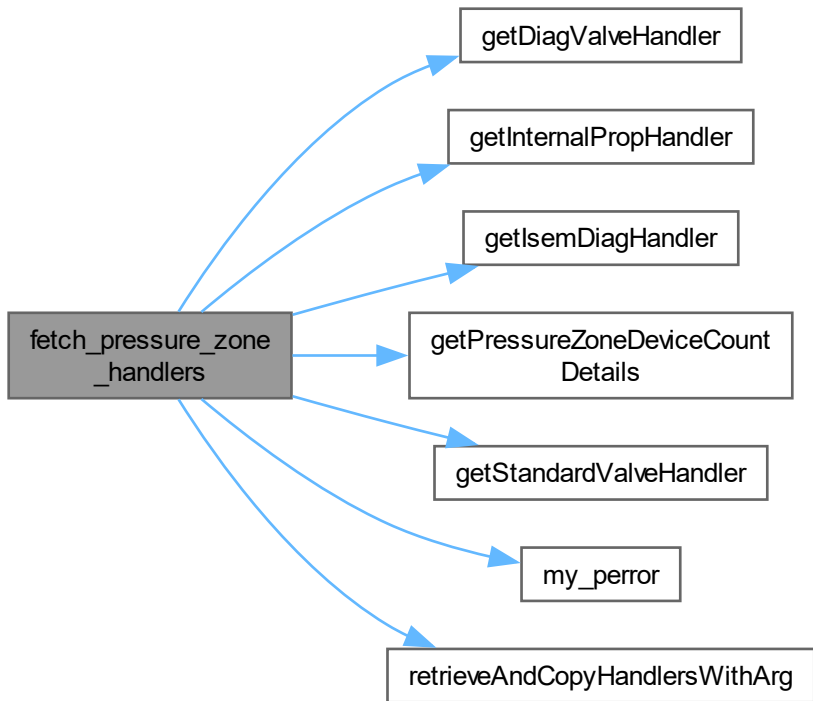 getDiagValveHandler
getInternalPropHandler
getIsemDiagHandler
fetch_pressure_zone
_handlers
getPressureZoneDeviceCount
Details
getStandardValveHandler
my_perror
retrieveAndCopyHandlersWithArg